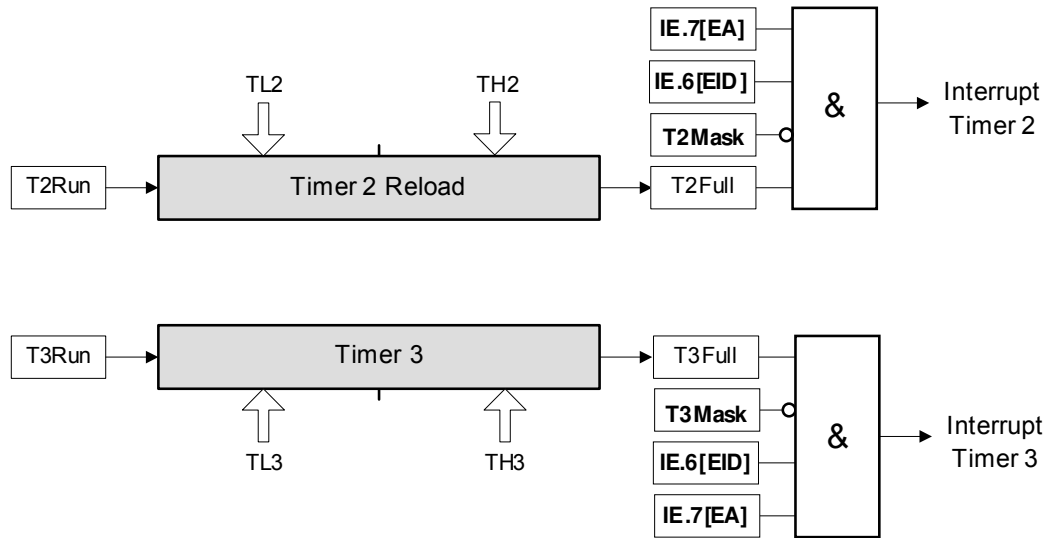 IE.7[EA]
TL2
TH2
IE.6[EID]
&
Interrupt
Timer 2
T2Mask
T2Run
Timer 2 Reload
T2Full
T3Run
Timer 3
T3Full
T3Mask
&
Interrupt
Timer 3
TL3
TH3
IE.6[EID]
IE.7[EA]